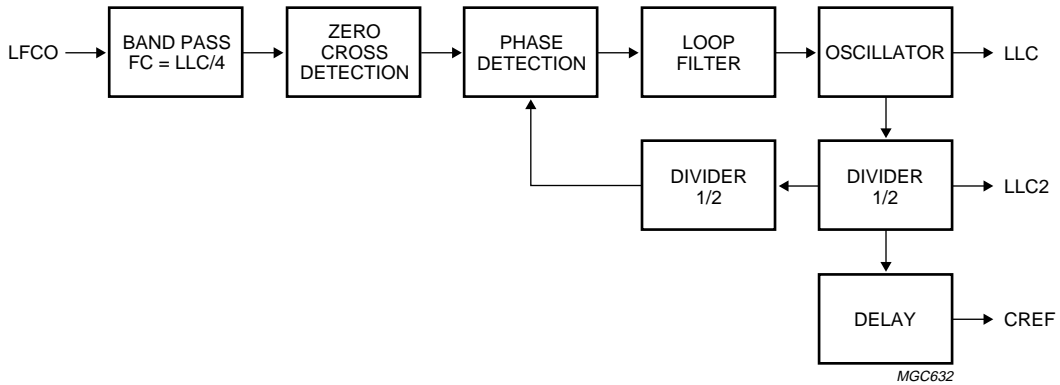 LFCO
BAND PASS
FC = LLC/4
ZERO
CROSS
DETECTION
PHASE
DETECTION
LOOP
FILTER
OSCILLATOR
LLC
DIVIDER
1/2
DIVIDER
1/2
LLC2
DELAY
CREF
MGC632